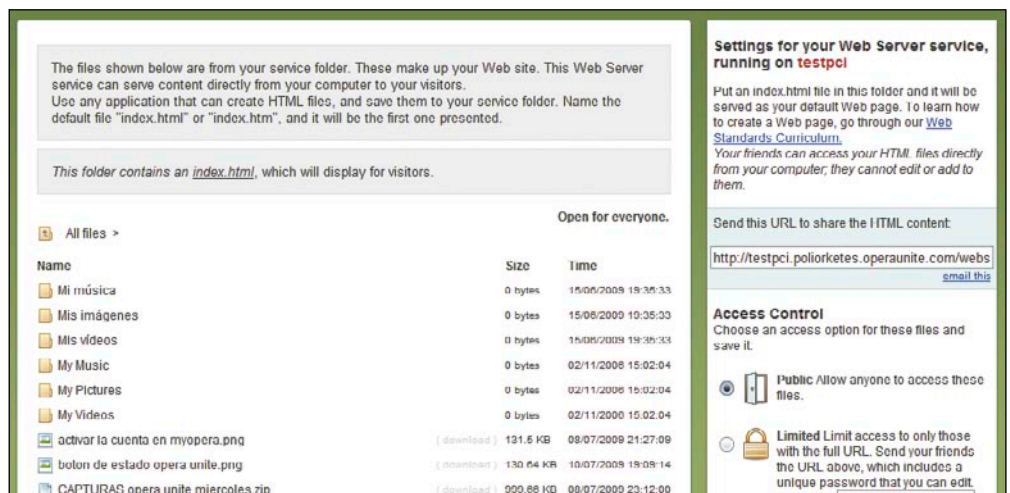 The files shown below are from your service folder. These make up your Web site. This Web Server
service can serve content directly from your computer to your visitors.
Use any application that can create HTML files, and save them to your service folder. Name the
default file "index.html" or "index.htm", and it will be the first one presented.
This folder contains an index.html, which will display for visitors.
Open for everyone.
All files >
Name Size Time
Mi música 0 bytes 15/06/2009 19:35:33
Mis imágenes 0 bytes 15/06/2009 19:35:33
Mis vídeos 0 bytes 15/06/2009 19:35:33
My Music 0 bytes 02/11/2006 15:02:04
My Pictures 0 bytes 02/11/2006 15:02:04
My Videos 0 bytes 02/11/2006 15:02:04
activar la cuenta en myopera.png ( download ) 131.5 KB 08/07/2009 21:27:09
boton de estado opera unite.png ( download ) 130.64 KB 10/07/2009 19:09:14
CAPTURAS opera unite miercoles.zip ( download ) 999.66 KB 08/07/2009 23:12:00
Settings for your Web Server service,
running on testpci
Put an index.html file in this folder and it will be
served as your default Web page. To learn how
to create a Web page, go through our Web
Standards Curriculum.
Your friends can access your HTML files directly
from your computer; they cannot edit or add to
them.
Send this URL to share the HTML content:
http://testpci.poliorketes.operaunite.com/webs
email this
Access Control
Choose an access option for these files and
save it.
Public Allow anyone to access these
files.
Limited Limit access to only those
with the full URL. Send your friends
the URL above, which includes a
unique password that you can edit.